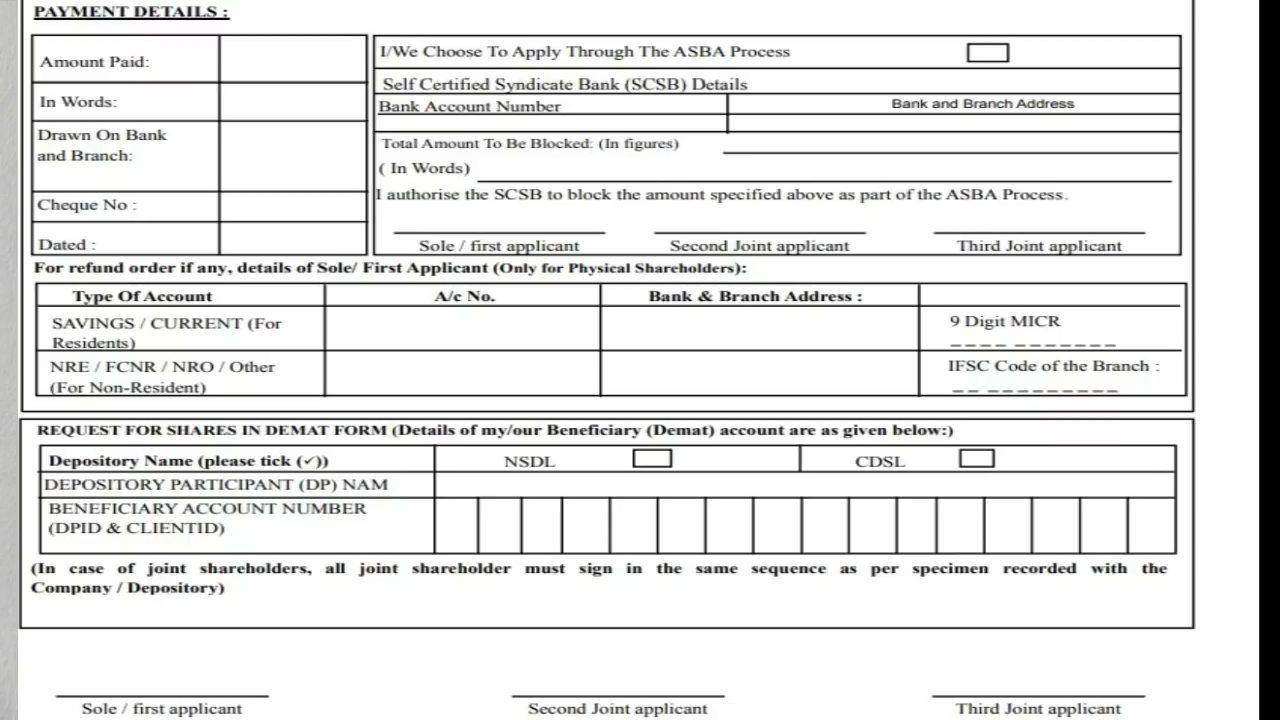 PAYMENT DETAILS :
Amount Paid:
In Words:
Drawn On Bank
and Branch:
Cheque No :
Dated :
I/We Choose To Apply Through The ASBA Process
Self Certified Syndicate Bank (SCSB) Details
Bank Account Number
Bank and Branch Address
Total Amount To Be Blocked: (In figures)
( In Words)
I authorise the SCSB to block the amount specified above as part of the ASBA Process.
Sole / first applicant
Second Joint applicant
Third Joint applicant
For refund order if any, details of Sole/ First Applicant (Only for Physical Shareholders):
Type Of Account
A/c No.
Bank & Branch Address :
SAVINGS / CURRENT (For
Residents)
9 Digit MICR
NRE / FCNR / NRO / Other
(For Non-Resident)
IFSC Code of the Branch :
REQUEST FOR SHARES IN DEMAT FORM (Details of my/our Beneficiary (Demat) account are as given below:)
Depository Name (please tick (✓))
NSDL
CDSL
DEPOSITORY PARTICIPANT (DP) NAM
BENEFICIARY ACCOUNT NUMBER
(DPID & CLIENTID)
(In case of joint shareholders, all joint shareholder must sign in the same sequence as per specimen recorded with the
Company / Depository)
Sole / first applicant
Second Joint applicant
Third Joint applicant